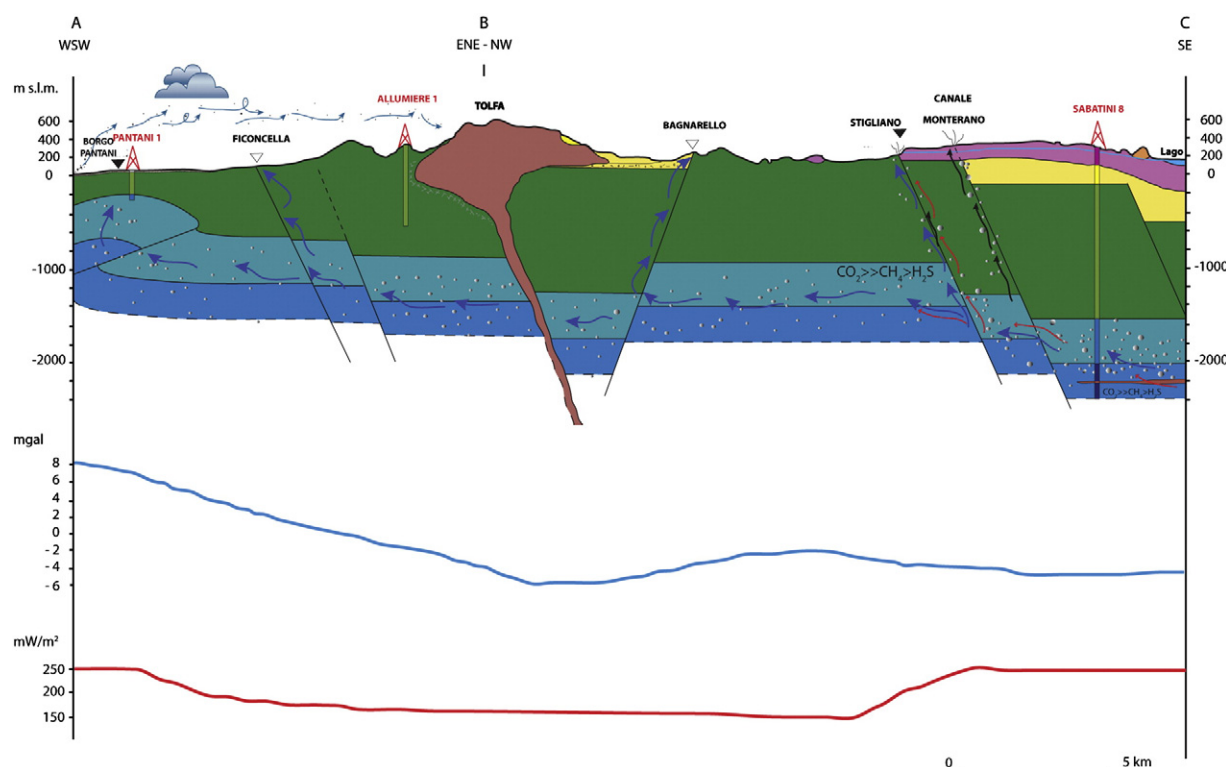 A
B
C
WSW
ENE - NW
SE
I
m s.l.m.
ALLUMIERE 1
TOLFA
CANALE
MONTERANO
SABATINI 8
BORGO
PANTANI
PANTANI 1
FICONCELLA
BAGNARELLO
STIGLIANO
Lago
600
400
200
0
-1000
-2000
600
400
200
0
-1000
-2000
CO2>>CH4>H2S
CO2>>CH4>H2S
mgal
8
6
4
2
0
- 2
- 4
- 6
mW/m²
250
200
150
0 5 km